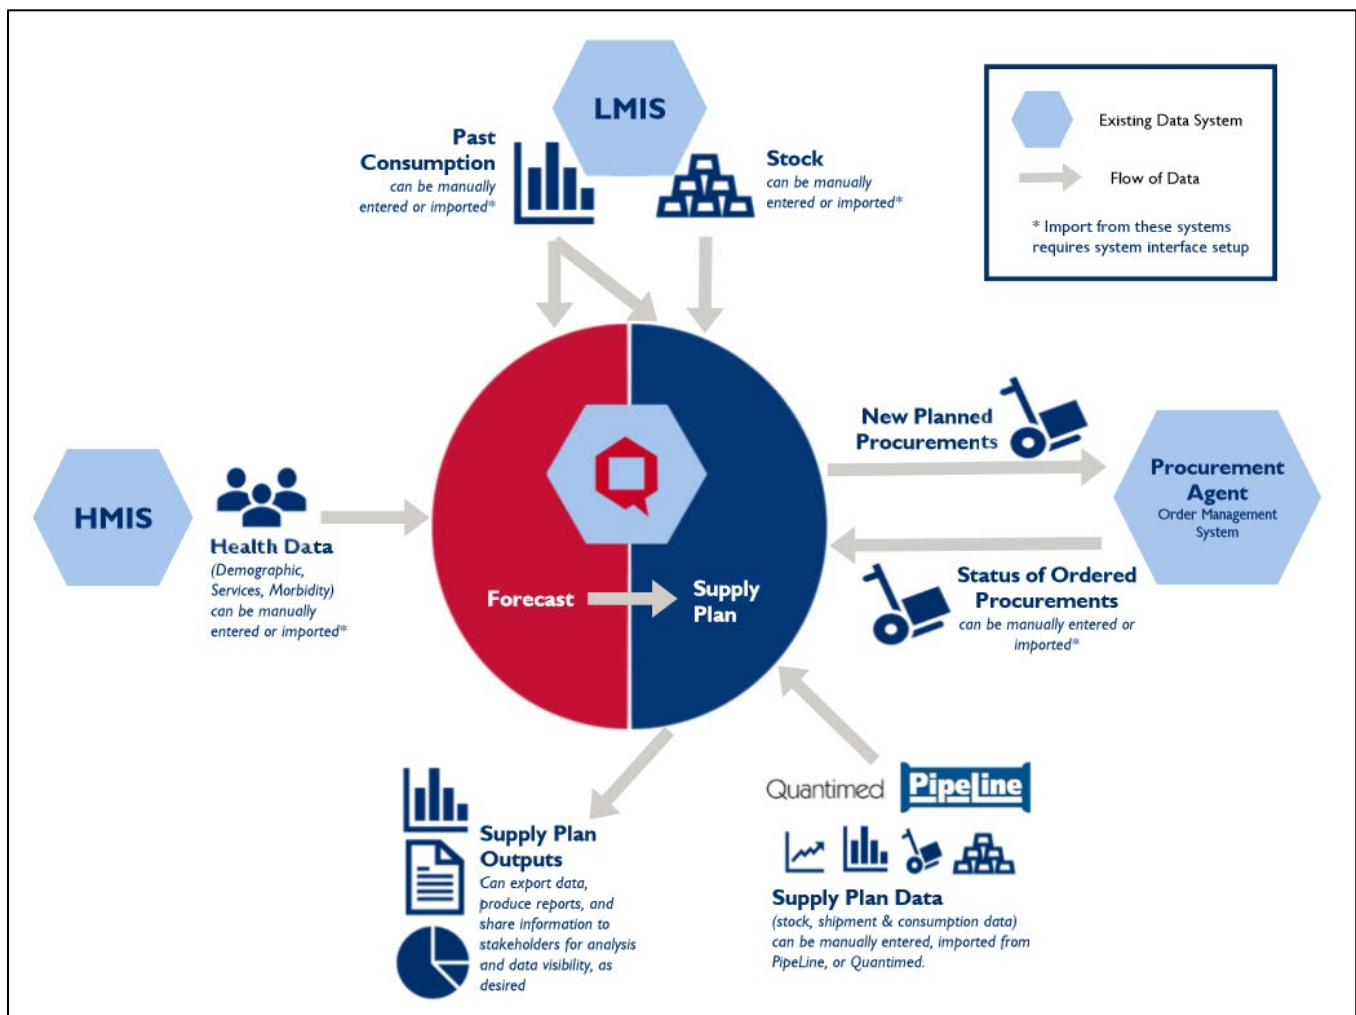 LMIS
Past
Consumption
can be manually
entered or imported*
Stock
can be manually
entered or imported*
Existing Data System
Flow of Data
* Import from these systems
requires system interface setup
HMIS
Health Data
(Demographic,
Services, Morbidity)
can be manually
entered or imported*
Forecast
Supply
Plan
New Planned
Procurements
Procurement
Agent
Order Management
System
Status of Ordered
Procurements
can be manually entered or
imported*
Supply Plan
Outputs
Can export data,
produce reports, and
share information to
stakeholders for analysis
and data visibility, as
desired
Quantimed
PipeLine
Supply Plan Data
(stock, shipment & consumption data)
can be manually entered, imported from
PipeLine, or Quantimed.